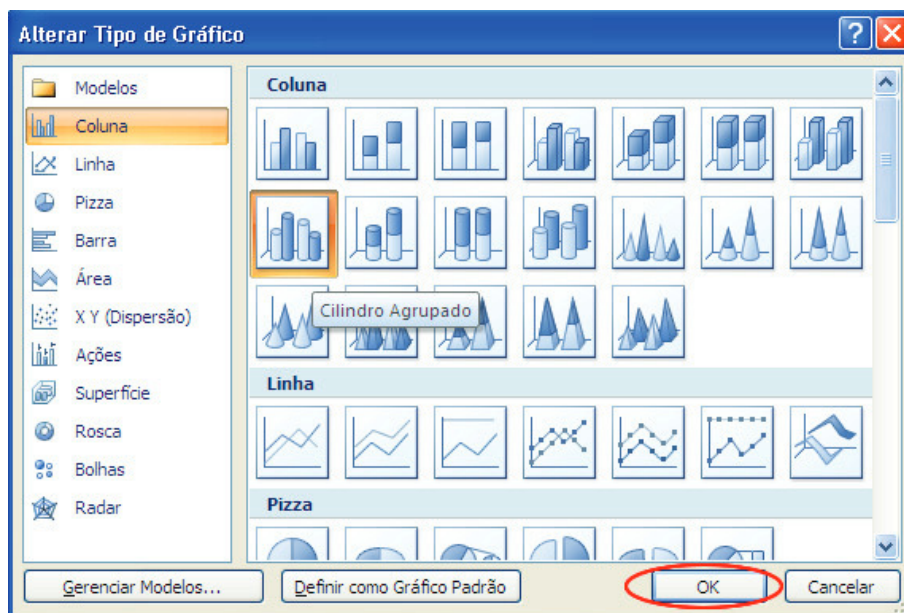 Alterar Tipo de Gráfico
Modelos
Coluna
Linha
Pizza
Barra
Área
X Y (Dispersão)
Ações
Superfície
Rosca
Bolhas
Radar
Coluna
Cilindro Agrupado
Linha
Pizza
Gerenciar Modelos...
Definir como Gráfico Padrão
OK
Cancelar